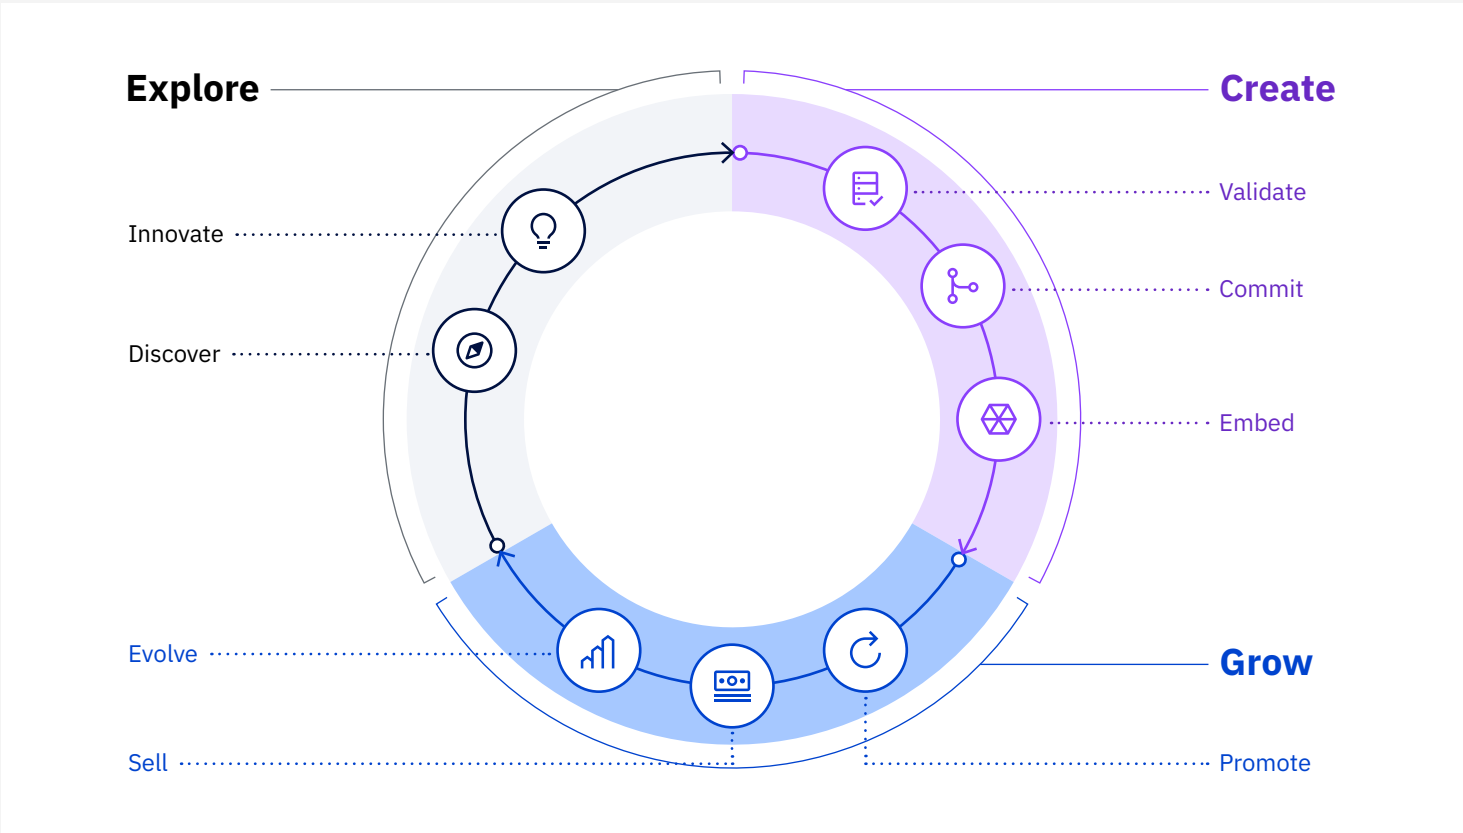 Explore
Create
Validate
Innovate
Commit
Discover
Embed
Evolve
Grow
Sell
Promote